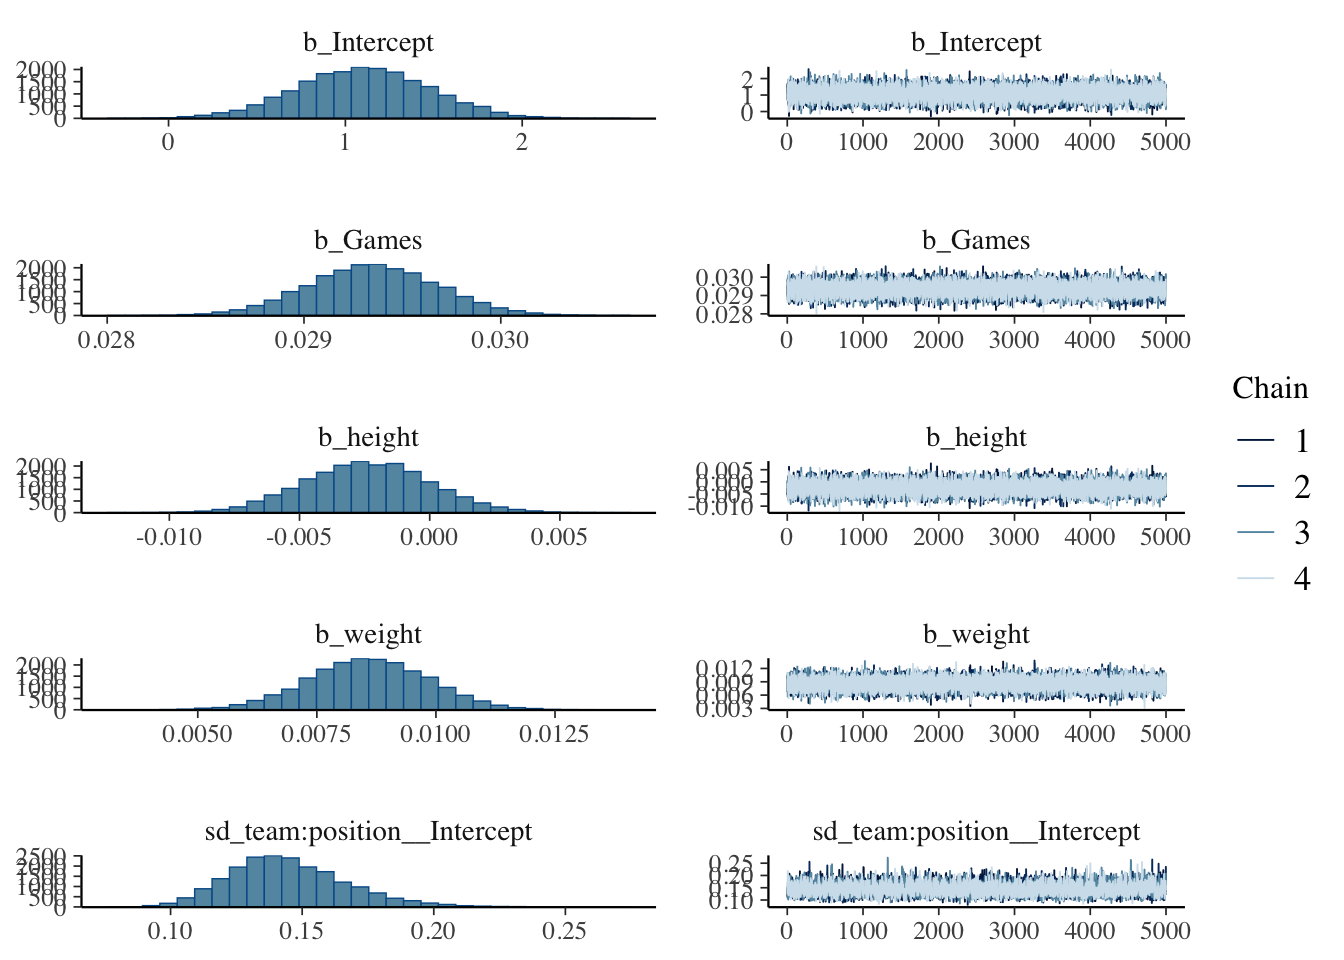 b_Intercept
2000
1500
1000
500
0
0 1 2
b_Intercept
2
1
0
0 1000 2000 3000 4000 5000
b_Games
2000
1500
1000
500
0
0.028 0.029 0.030
b_Games
0.030
0.029
0.028
0 1000 2000 3000 4000 5000
b_height
2000
1500
1000
500
0
-0.010 -0.005 0.000 0.005
b_height
0.005
0.000
-0.005
-0.010
0 1000 2000 3000 4000 5000
b_weight
2000
1500
1000
500
0
0.0050 0.0075 0.0100 0.0125
b_weight
0.012
0.009
0.006
0.003
0 1000 2000 3000 4000 5000
sd_team:position__Intercept
2500
2000
1500
1000
500
0
0.10 0.15 0.20 0.25
sd_team:position__Intercept
0.25
0.20
0.15
0.10
0 1000 2000 3000 4000 5000
Chain
1
2
3
4